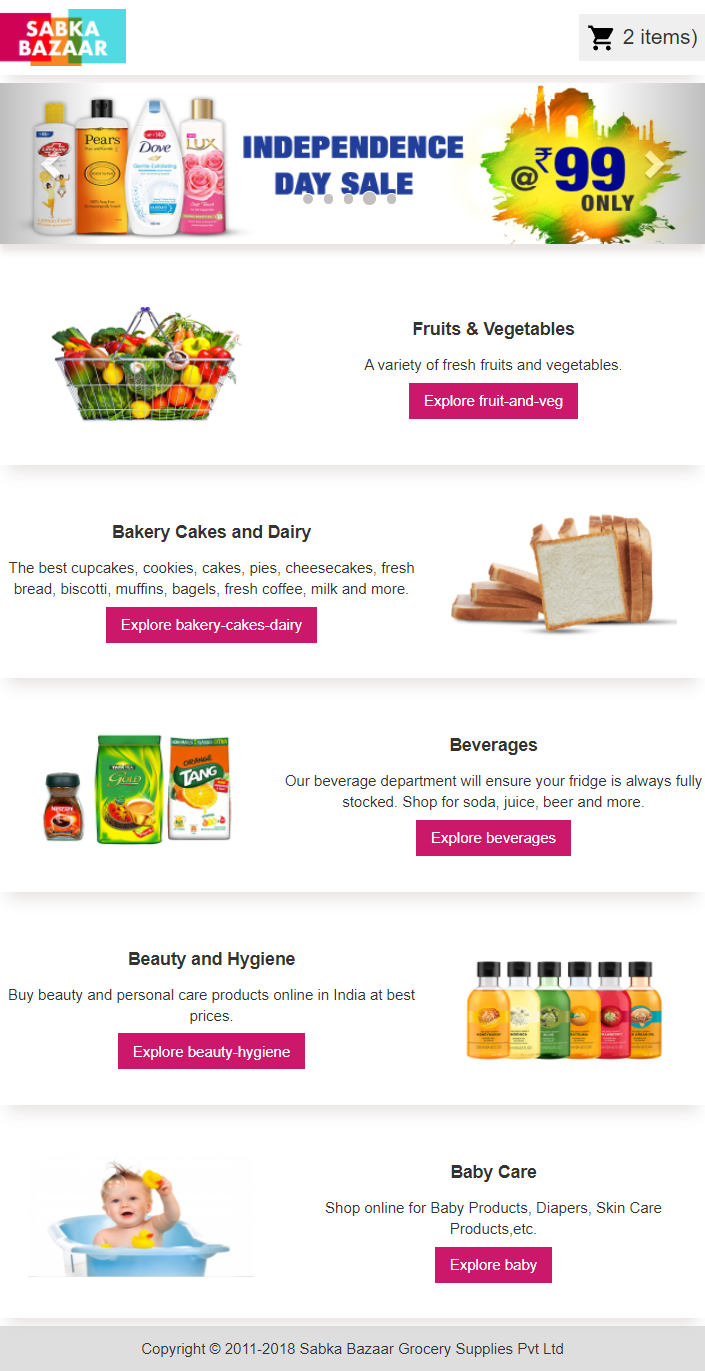 SABKA
BAZAAR
2 items)
Pears
Dove
LUX
INDEPENDENCE
DAY SALE
@ ₹99
ONLY
Fruits & Vegetables
A variety of fresh fruits and vegetables.
Explore fruit-and-veg
Bakery Cakes and Dairy
The best cupcakes, cookies, cakes, pies, cheesecakes, fresh
bread, biscotti, muffins, bagels, fresh coffee, milk and more.
Explore bakery-cakes-dairy
NESCAFE
GOLD
ORANGE
TANG
Beverages
Our beverage department will ensure your fridge is always fully
stocked. Shop for soda, juice, beer and more.
Explore beverages
Beauty and Hygiene
Buy beauty and personal care products online in India at best
prices.
Explore beauty-hygiene
Baby Care
Shop online for Baby Products, Diapers, Skin Care
Products,etc.
Explore baby
Copyright © 2011-2018 Sabka Bazaar Grocery Supplies Pvt Ltd